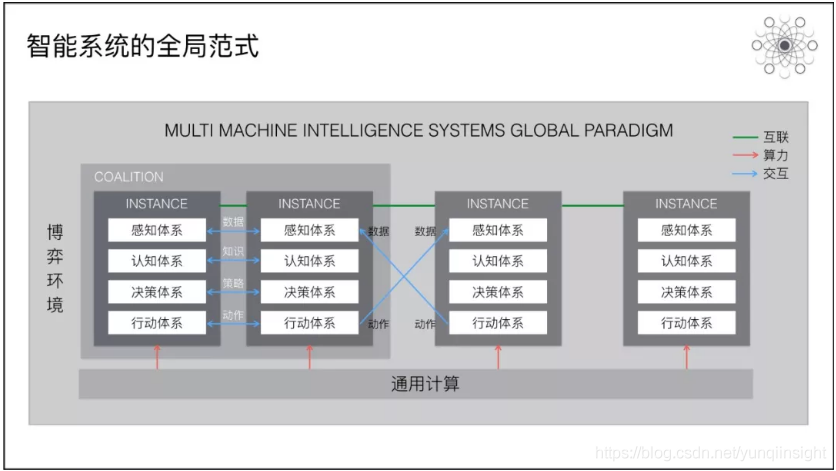 智能系统的全局范式
MULTI MACHINE INTELLIGENCE SYSTEMS GLOBAL PARADIGM
互联
算力
交互
COALITION
博弈环境
INSTANCE
感知体系
认知体系
决策体系
行动体系
数据
知识
策略
动作
INSTANCE
感知体系
认知体系
决策体系
行动体系
数据
动作
数据
动作
INSTANCE
感知体系
认知体系
决策体系
行动体系
INSTANCE
感知体系
认知体系
决策体系
行动体系
通用计算
https://blog.csdn.net/yunqiinsight